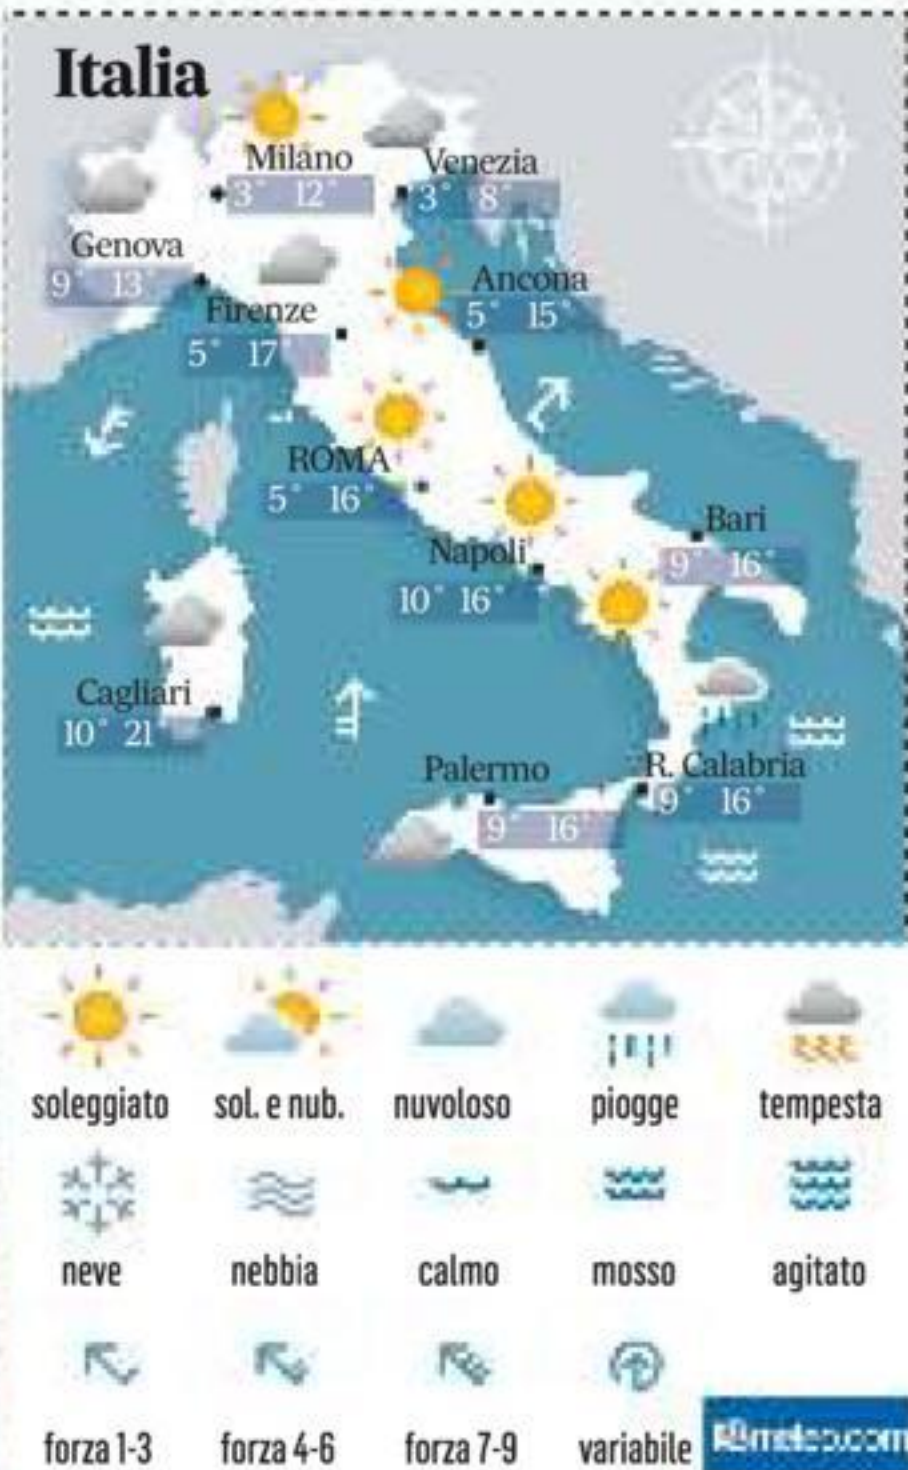 Italia
Milano
3° 12°
Venezia
3° 8°
Genova
9° 13°
Ancona
5° 15°
Firenze
5° 17°
ROMA
5° 16°
Bari
9° 16°
Napoli
10° 16°
Cagliari
10° 21
Palermo
9° 16°
R. Calabria
9° 16°
soleggiato sol. e nub. nuvoloso piogge tempesta
neve nebbia calmo mosso agitato
forza 1-3 forza 4-6 forza 7-9 variabile